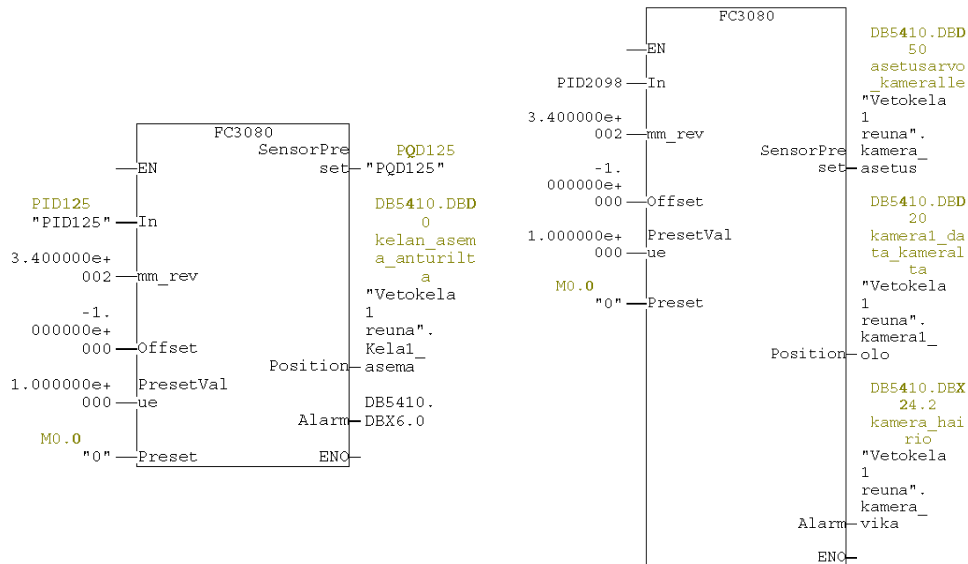 FC3080
SensorPre
set
PQD125
"PQD125"
EN
PID125
"PID125"
In
DB5410.DBD
0
kelan_asem
a_anturilt
a
"Vetokela
1
reuna".
Kela1_
asema
3.400000e+
002
mm_rev
-1.
000000e+
000
Offset
Position
1.000000e+
000
PresetVal
ue
DB5410.
DBX6.0
Alarm
M0.0
"0"
Preset
ENO
FC3080
EN
DB5410.DBD
50
asetusarvo
_kameralle
"Vetokela
1
reuna".
kamera_
asetus
PID2098
In
3.400000e+
002
mm_rev
SensorPre
set
-1.
000000e+
000
Offset
DB5410.DBD
20
kamera1_da
ta_kameral
ta
"Vetokela
1
reuna".
kamera1_
olo
1.000000e+
000
PresetVal
ue
M0.0
"0"
Preset
Position
DB5410.DBX
24.2
kamera_hai
rio
"Vetokela
1
reuna".
kamera_
vika
Alarm
ENO